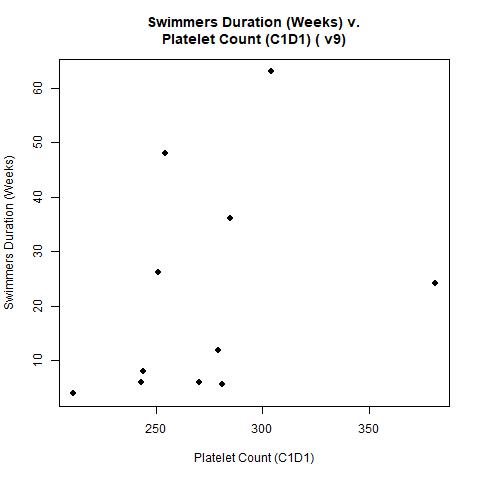 Swimmers Duration (Weeks) v.
Platelet Count (C1D1) ( v9)
Swimmers Duration (Weeks)
60
50
40
30
20
10
250
300
350
Platelet Count (C1D1)